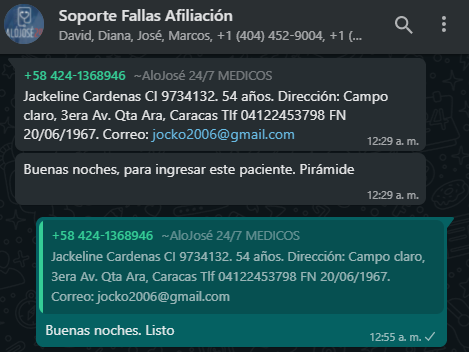 Soporte Fallas Afiliación
David, Diana, José, Marcos, +1 (404) 452-9004, +1 (...
+58 424-1368946 ~AloJosé 24/7 MEDICOS
Jackeline Cardenas CI 9734132. 54 años. Dirección: Campo
claro, 3era Av. Qta Ara, Caracas Tlf 04122453798 FN
20/06/1967. Correo: jocko2006@gmail.com
12:29 a. m.
Buenas noches, para ingresar este paciente. Pirámide
12:29 a. m.
+58 424-1368946 ~AloJosé 24/7 MEDICOS
Jackeline Cardenas CI 9734132. 54 años. Dirección: Campo claro,
3era Av. Qta Ara, Caracas Tlf 04122453798 FN 20/06/1967.
Correo: jocko2006@gmail.com
Buenas noches. Listo
12:55 a. m.